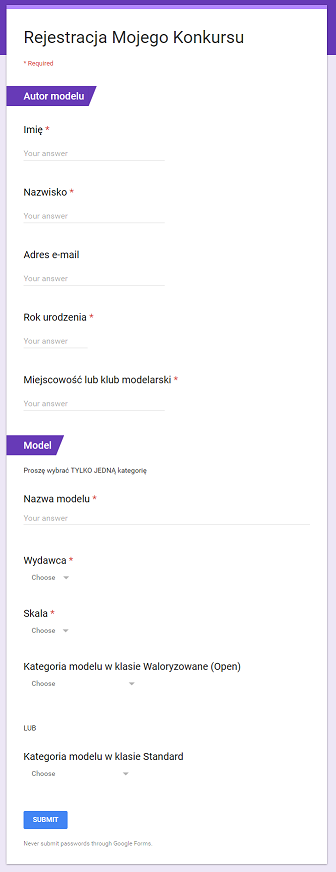 Rejestracja Mojego Konkursu
* Required
Autor modelu
Imię *
Your answer
Nazwisko *
Your answer
Adres e-mail
Your answer
Rok urodzenia *
Your answer
Miejscowość lub klub modelarski *
Your answer
Model
Proszę wybrać TYLKO JEDNĄ kategorię
Nazwa modelu *
Your answer
Wydawca *
Choose
Skala *
Choose
Kategoria modelu w klasie Waloryzowane (Open)
Choose
LUB
Kategoria modelu w klasie Standard
Choose
SUBMIT
Never submit passwords through Google Forms.